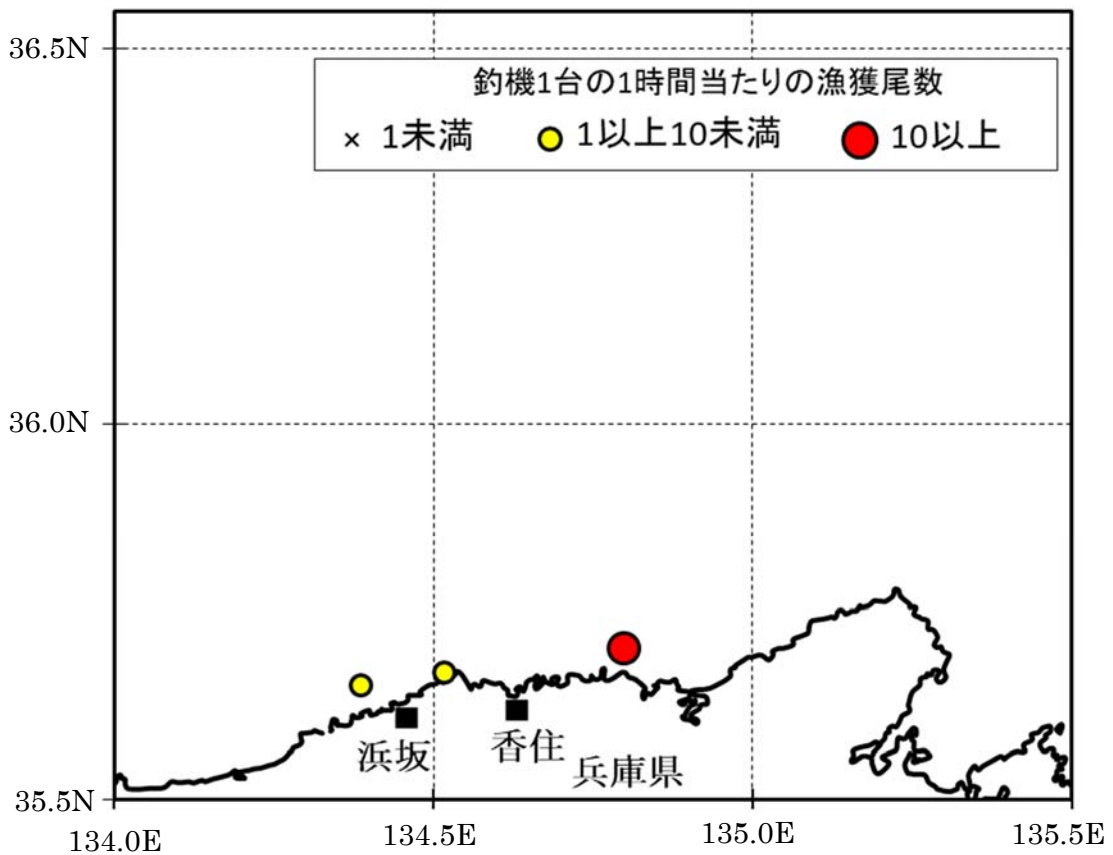 36.5N
釣機1台の1時間当たりの漁獲尾数
× 1未満 1以上10未満 10以上
36.0N
浜坂 香住 兵庫県
35.5N
134.0E 134.5E 135.0E 135.5E